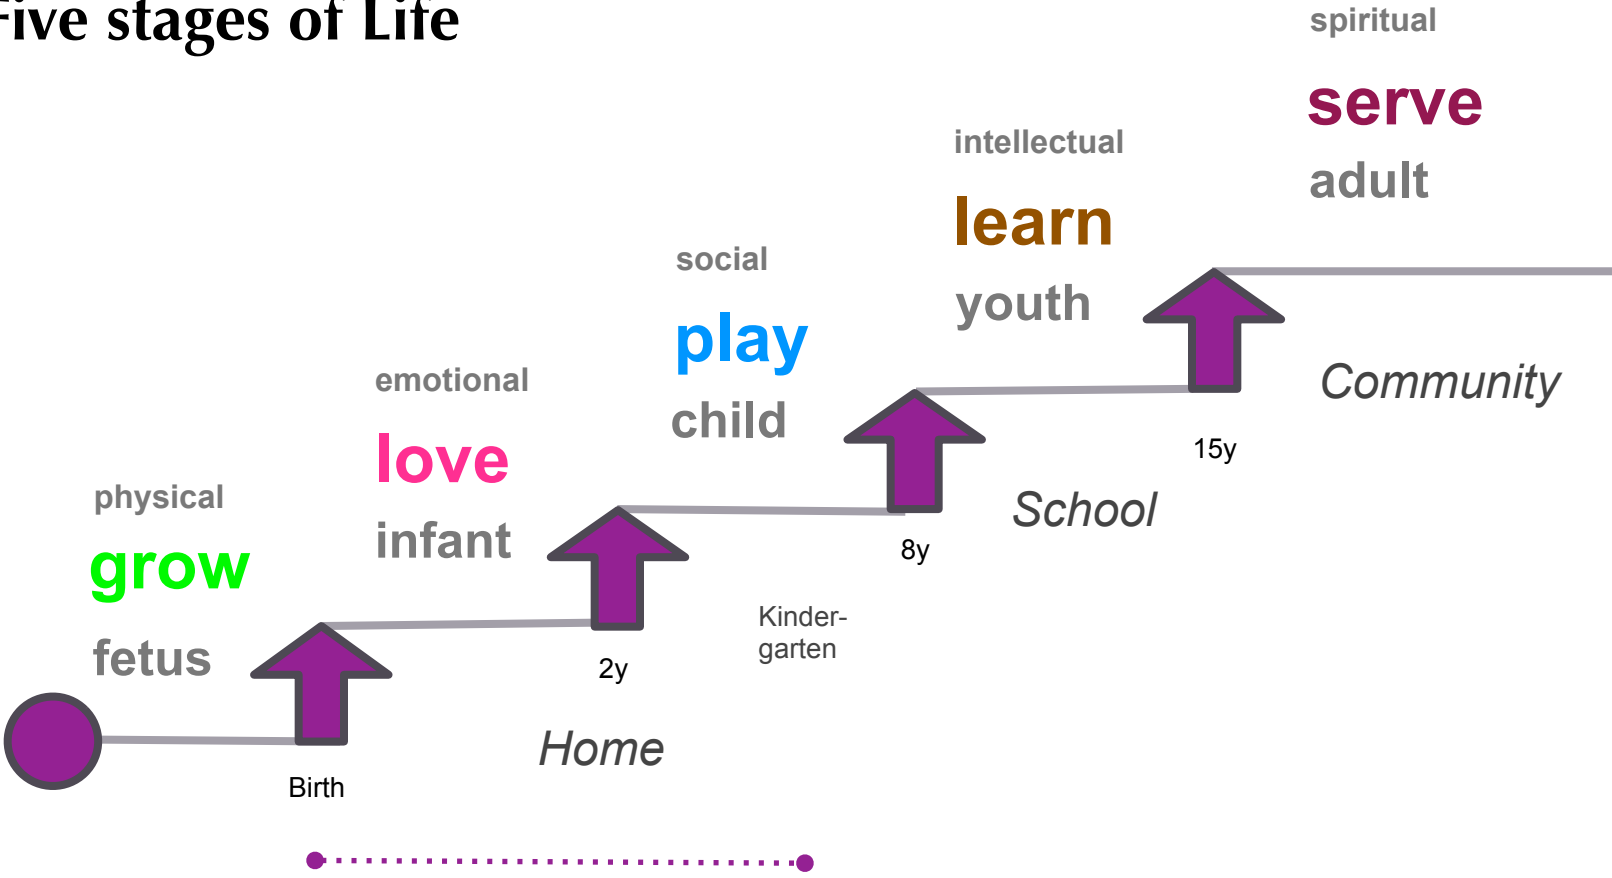 Five stages of Life
spiritual
serve
adult
intellectual
learn
youth
social
play
child
emotional
love
infant
physical
grow
fetus
Community
15y
School
8y
Kinder-
garten
2y
Home
Birth